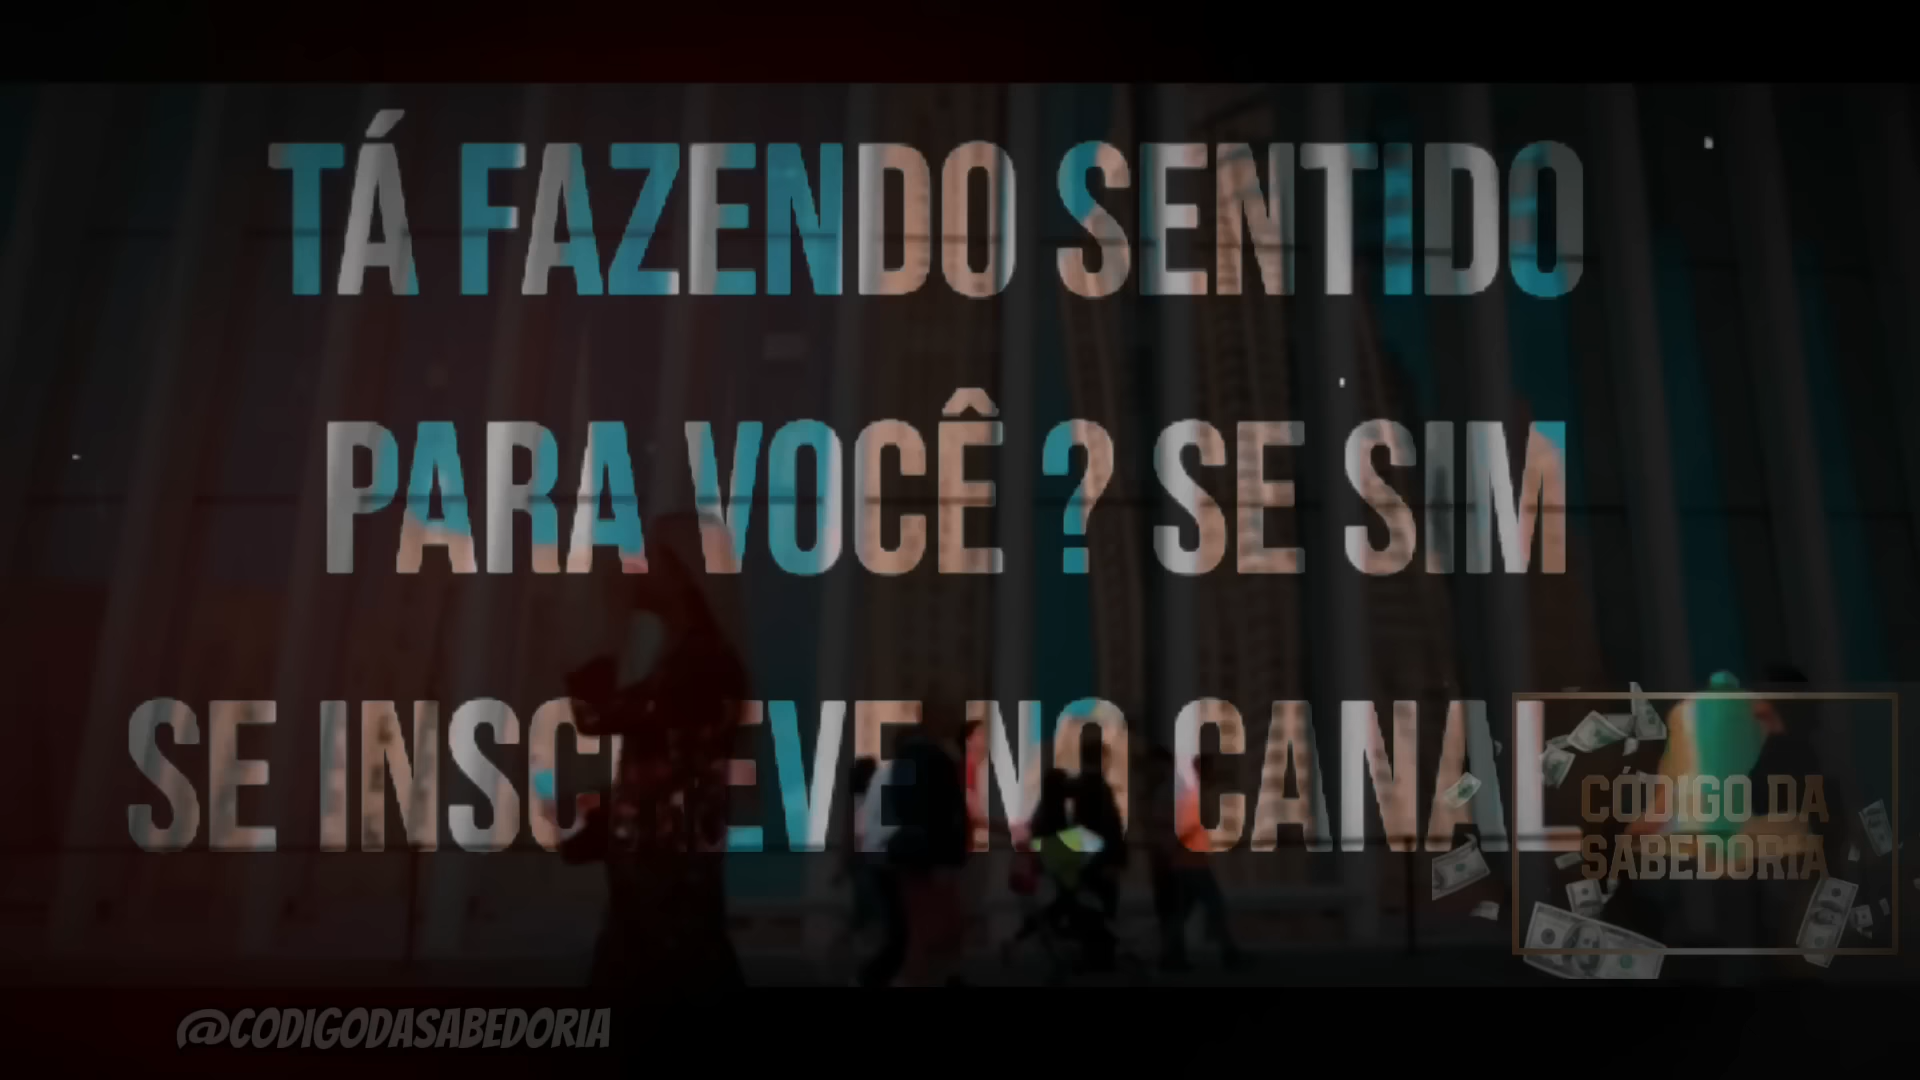 TÁ FAZENDO SENTIDO
PARA VOCÊ ? SE SIM
SE INSCREVE NO CANAL
CÓDIGO DA
SABEDORIA
@CODIGODASABEDORIA